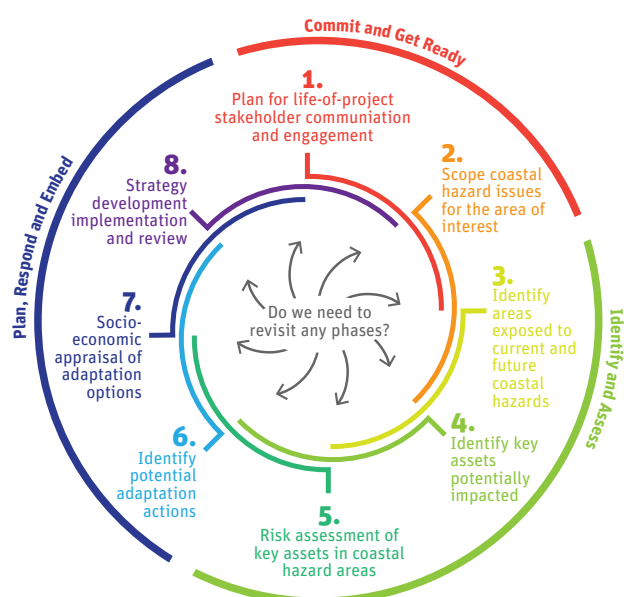 Commit and Get Ready
1.
Plan for life-of-project
stakeholder communiation
and engagement
2.
Scope coastal
hazard issues
for the area of
interest
Identify and Assess
3.
Identify
areas
exposed to
current and
future
coastal
hazards
4.
Identify key
assets
potentially
impacted
5.
Risk assessment of
key assets in coastal
hazard areas
Plan, Respond and Embed
6.
Identify
potential
adaptation
actions
7.
Socio-
economic
appraisal of
adaptation
options
8.
Strategy
development
implementation
and review
Do we need to
revisit any phases?